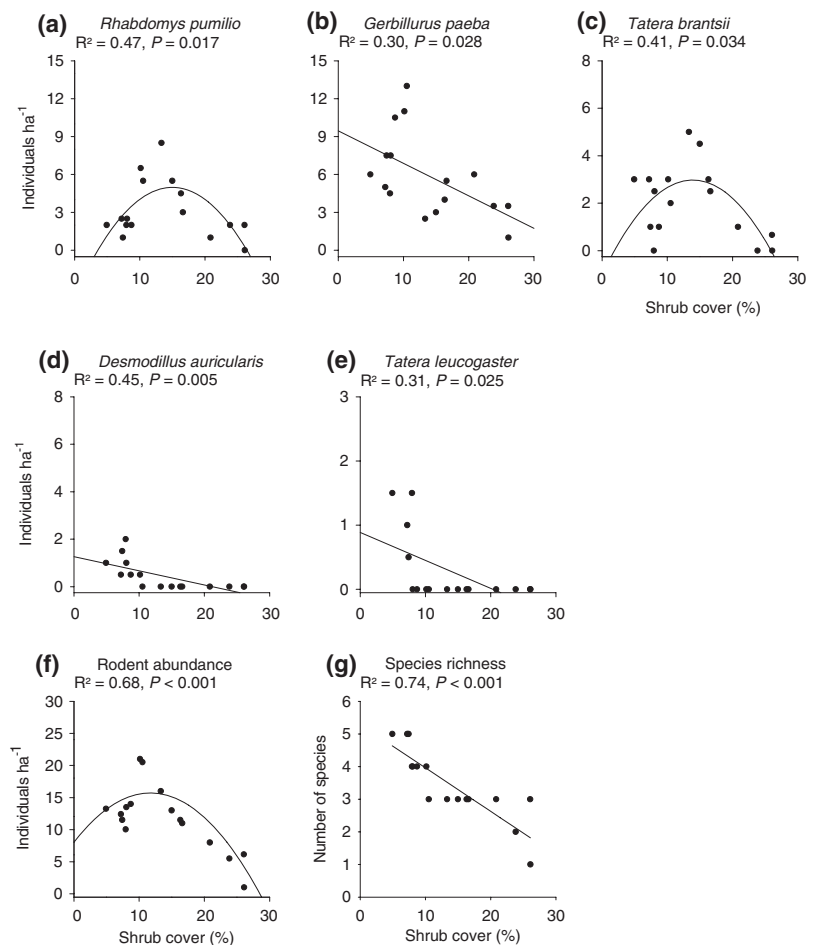 (a) Rhabdomys pumilio
R² = 0.47, P = 0.017
Individuals ha⁻¹
15
12
9
6
3
0
0 10 20 30
(b) Gerbillurus paeba
R² = 0.30, P = 0.028
15
12
9
6
3
0
0 10 20 30
(c) Tatera brantsii
R² = 0.41, P = 0.034
8
6
4
2
0
0 10 20 30
Shrub cover (%)
(d) Desmodillus auricularis
R² = 0.45, P = 0.005
Individuals ha⁻¹
8
6
4
2
0
0 10 20 30
(e) Tatera leucogaster
R² = 0.31, P = 0.025
3
2
1
0
0 10 20 30
(f) Rodent abundance
R² = 0.68, P < 0.001
Individuals ha⁻¹
30
25
20
15
10
5
0
0 10 20 30
Shrub cover (%)
(g) Species richness
R² = 0.74, P < 0.001
Number of species
6
5
4
3
2
1
0
0 10 20 30
Shrub cover (%)